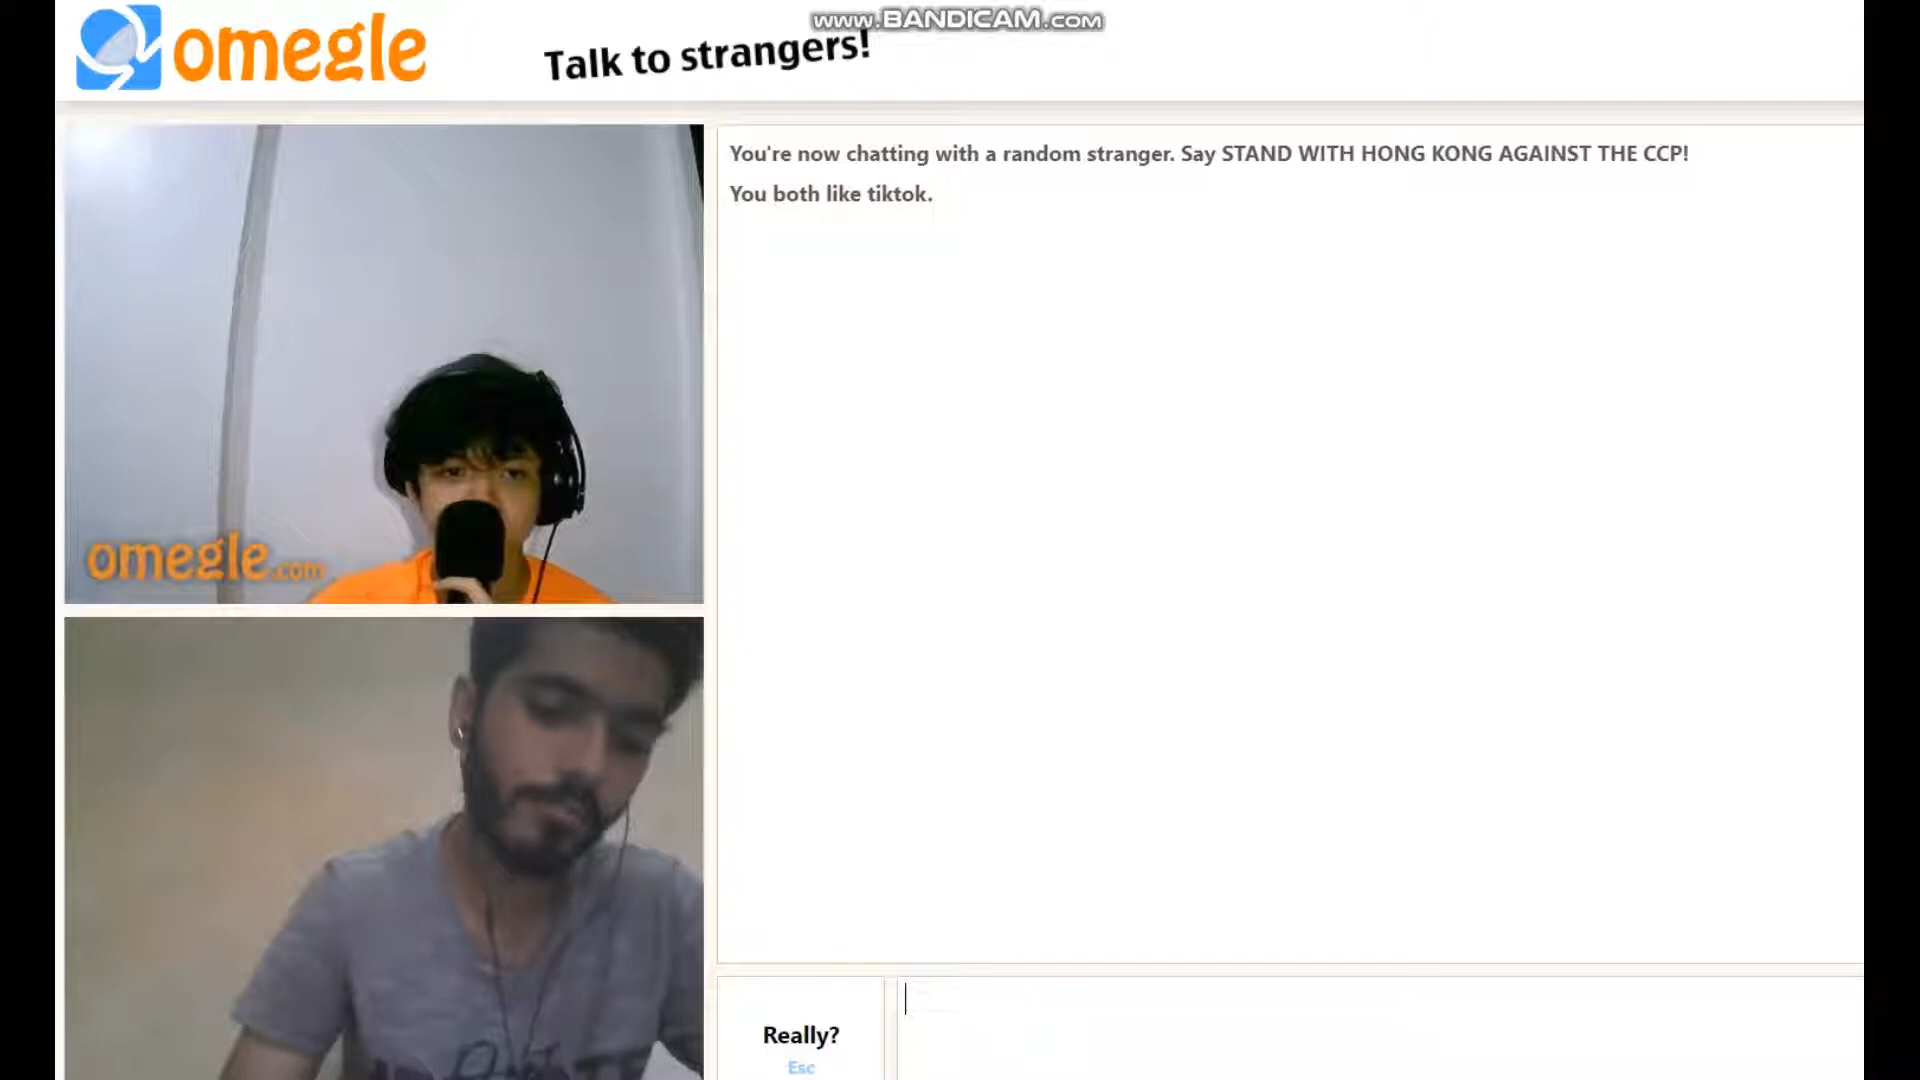 www.BANDICAM.com
omegle
Talk to strangers!
You're now chatting with a random stranger. Say STAND WITH HONG KONG AGAINST THE CCP!
You both like tiktok.
omegle.com
Really?
Esc